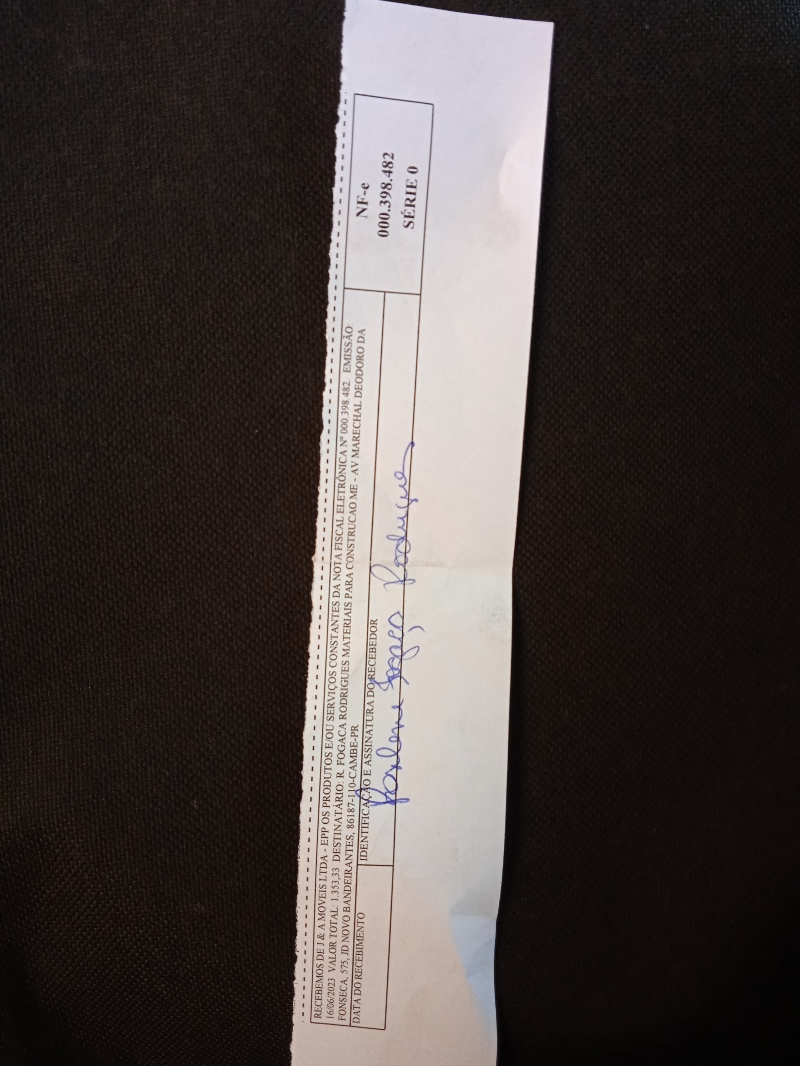 RECEBEMOS DE J & A MOVEIS LTDA - EPP OS PRODUTOS E/OU SERVIÇOS CONSTANTES DA NOTA FISCAL ELETRÔNICA Nº 000.398.482. EMISSÃO:
16/06/2023 VALOR TOTAL: 1.353,33 DESTINATÁRIO: R. FOGACA RODRIGUES MATERIAIS PARA CONSTRUCAO ME - AV MARECHAL DEODORO DA
FONSECA, 575, JD NOVO BANDEIRANTES, 86187-110-CAMBE-PR
DATA DO RECEBIMENTO
IDENTIFICAÇÃO E ASSINATURA DO RECEBEDOR
Rodrigues
NF-e
000.398.482
SÉRIE 0